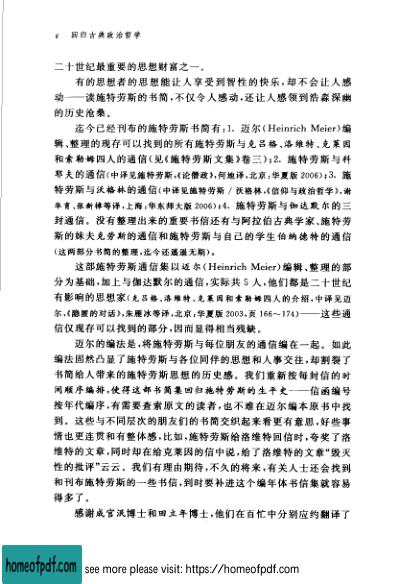 8 回归古典政治哲学
二十世纪最重要的思想财富之一。
有的思想者的思想能让人享受到智性的快乐,却不会让人感
动——读施特劳斯的书简,不仅令人感动,还让人感领到浩淼深幽
的历史沧桑。
迄今已经刊布的施特劳斯书简有:1. 迈尔(Heinrich Meier)编
辑、整理的现存可以找到的所有施特劳斯与克吕格、洛维特、克莱因
和索勒姆四人的通信(见《施特劳斯文集》卷三);2. 施特劳斯与科
耶夫的通信(中译见施特劳斯,《论僭政》,何地译,北京:华夏版 2006);3. 施
特劳斯与沃格林的通信(中译见施特劳斯 / 沃格林,《信仰与政治哲学》,谢
华育、张新樟等译,上海:华东师大版 2006);4. 施特劳斯与伽达默尔的三
封通信。没有整理出来的重要书信还有与阿拉伯古典学家、施特劳
斯的妹夫克劳斯的通信和施特劳斯与自己的学生伯纳德特的通信
(这两部分书简的整理,迄今还遥遥无期)。
这部施特劳斯通信集以迈尔(Heinrich Meier)编辑、整理的部
分为基础,加上与伽达默尔的通信,实际共 5 人,他们都是二十世纪
有影响的思想家(克吕格、洛维特、克莱因和索勒姆四人的介绍,中译见迈
尔,《隐匿的对话》,朱雁冰等译,北京:华夏版 2003,页 166～174)——这些通
信仅现存可以找到的部分,因而显得相当残缺。
迈尔的编法是,将施特劳斯与每位朋友的通信编在一起。如此
编法固然凸显了施特劳斯与各位同伴的思想和人事交往,却割裂了
书简给人带来的施特劳斯思想的历史感。我们重新按每封信的时
间顺序编排,使得这部书简集回归施特劳斯的生平史——信函编号
按年代编序,有需要查索原文的读者,也不难在迈尔编本原书中找
到。这些与不同层次的朋友们的书简交织起来看更有意思,好些事
情也更连贯和有整体感,比如,施特劳斯给洛维特回信时,夸奖了洛
维特的文章,同时却在给克莱因的信中说,给了洛维特的文章“毁灭
性的批评”云云。我们有理由期待,不久的将来,有关人士还会找到
和刊布施特劳斯的一些书信,到时要补进这个编年体书信集就容易
得多了。
感谢成官泯博士和田立年博士,他们在百忙中分别应约翻译了
homeofpdf.com
see more please visit: https://homeofpdf.com